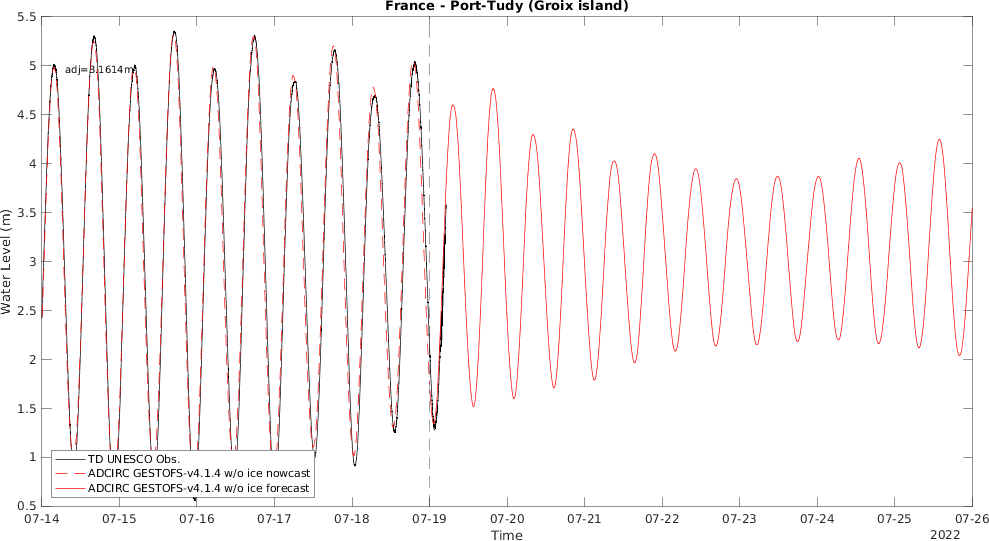 France - Port-Tudy (Groix island)
5.5
5
4.5
4
3.5
3
2.5
2
1.5
1
0.5
Water Level (m)
adj=3.1614m
TD UNESCO Obs.
ADCIRC GESTOFS-v4.1.4 w/o ice nowcast
ADCIRC GESTOFS-v4.1.4 w/o ice forecast
07-14 07-15 07-16 07-17 07-18 07-19 07-20 07-21 07-22 07-23 07-24 07-25 07-26
Time
2022